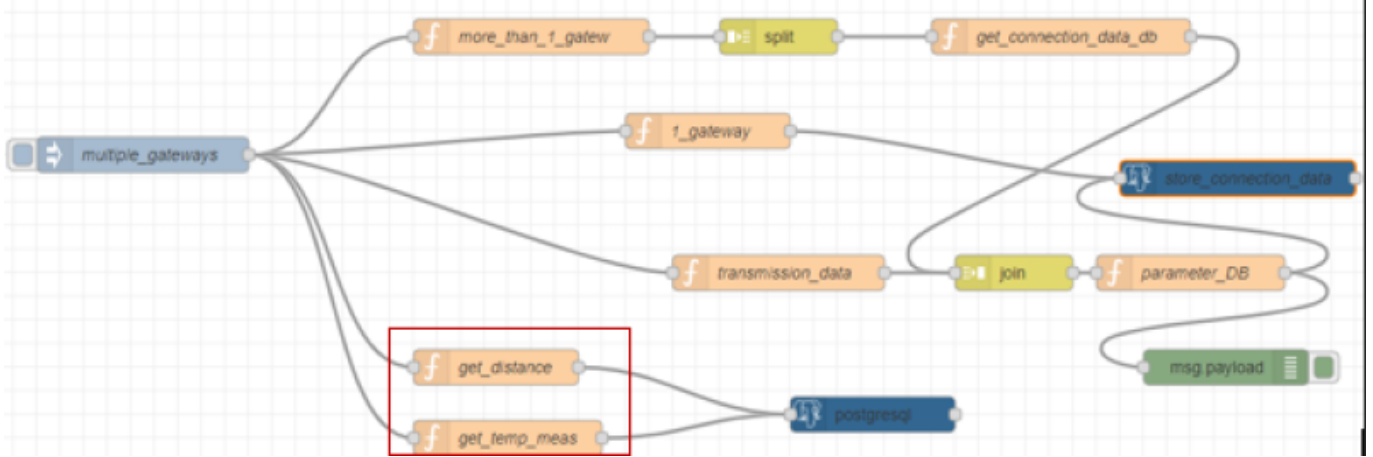 more_than_1_gatew
split
get_connection_data_db
1_gateway
multiple_gateways
store_connection_data
transmission_data
join
parameter_DB
get_distance
msg.payload
postgresql
get_temp_meas